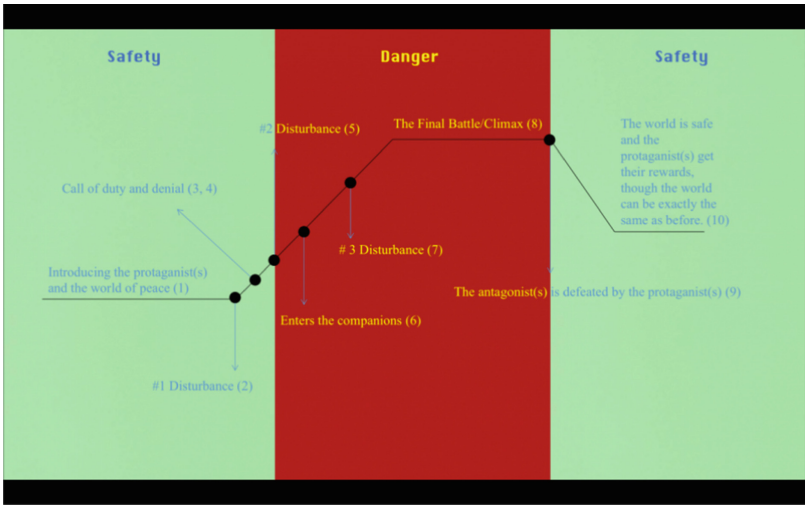 Safety
Danger
Safety
#2 Disturbance (5)
The Final Battle/Climax (8)
The world is safe
and the
protaganist(s) get
their rewards,
though the world
can be exactly the
same as before. (10)
Call of duty and denial (3, 4)
# 3 Disturbance (7)
Introducing the protaganist(s)
and the world of peace (1)
The antagonist(s) is defeated by the protaganist(s) (9)
Enters the companions (6)
#1 Disturbance (2)